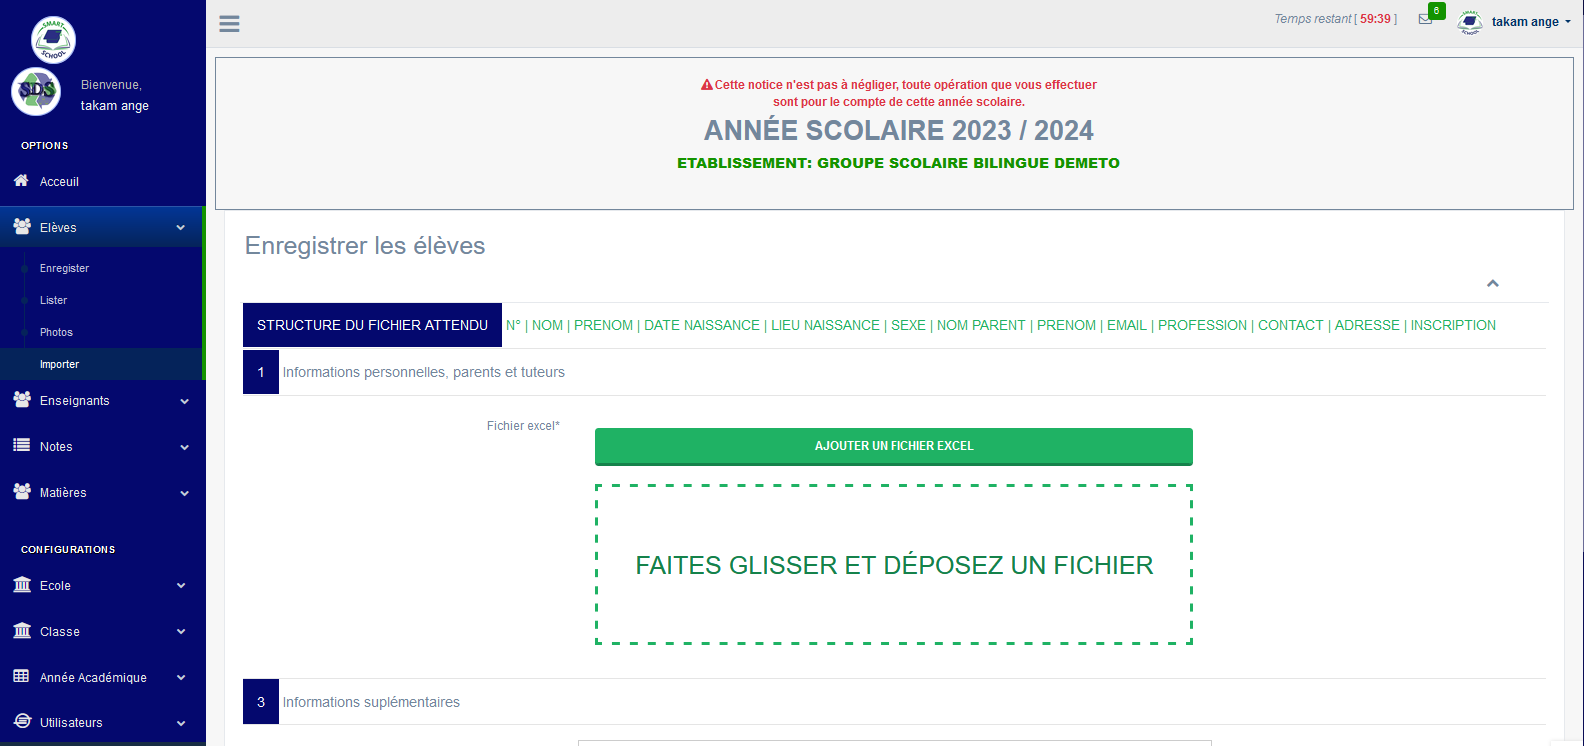 SMART
SCHOOL
SDS
Bienvenue,
takam ange
OPTIONS
Acceuil
Elèves
Enregister
Lister
Photos
Importer
Enseignants
Notes
Matières
CONFIGURATIONS
Ecole
Classe
Année Académique
Utilisateurs
Temps restant [ 59:39 ]
6
SMART
SCHOOL
takam ange
Cette notice n'est pas à négliger, toute opération que vous effectuer
sont pour le compte de cette année scolaire.
ANNÉE SCOLAIRE 2023 / 2024
ETABLISSEMENT: GROUPE SCOLAIRE BILINGUE DEMETO
Enregistrer les élèves
STRUCTURE DU FICHIER ATTENDU N° | NOM | PRENOM | DATE NAISSANCE | LIEU NAISSANCE | SEXE | NOM PARENT | PRENOM | EMAIL | PROFESSION | CONTACT | ADRESSE | INSCRIPTION
1 Informations personnelles, parents et tuteurs
Fichier excel*
AJOUTER UN FICHIER EXCEL
FAITES GLISSER ET DÉPOSEZ UN FICHIER
3 Informations suplémentaires